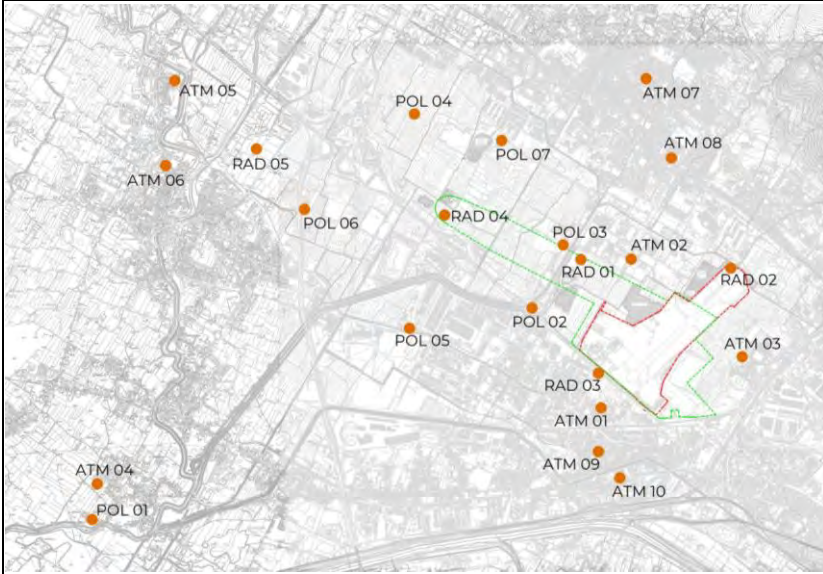 ATM 05
ATM 07
POL 04
POL 07
RAD 05
ATM 08
ATM 06
POL 06
RAD 04
POL 03
ATM 02
RAD 01
RAD 02
POL 02
POL 05
ATM 03
RAD 03
ATM 01
ATM 09
ATM 04
ATM 10
POL 01